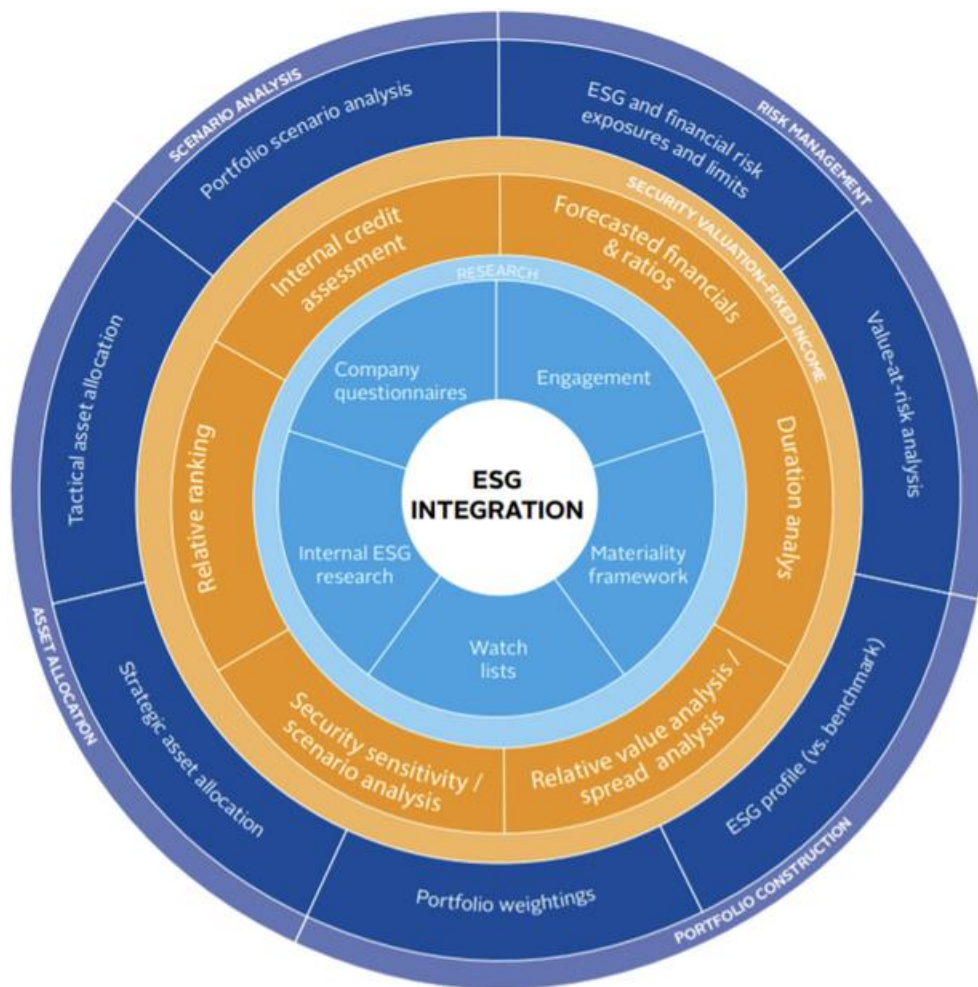 SCENARIO ANALYSIS
RISK MANAGEMENT
Portfolio scenario analysis
ESG and financial risk
exposures and limits
SECURITY VALUATION–FIXED INCOME
Internal credit
assessment
Forecasted financials
& ratios
RESEARCH
Tactical asset allocation
Value-at-risk analysis
Company
questionnaires
Engagement
Relative ranking
ESG
INTEGRATION
Duration analys
Internal ESG
research
Materiality
framework
Watch
lists
ASSET ALLOCATION
Strategic asset allocation
Security sensitivity /
scenario analysis
Relative value analysis /
spread analysis
ESG profile (vs. benchmark)
Portfolio weightings
PORTFOLIO CONSTRUCTION